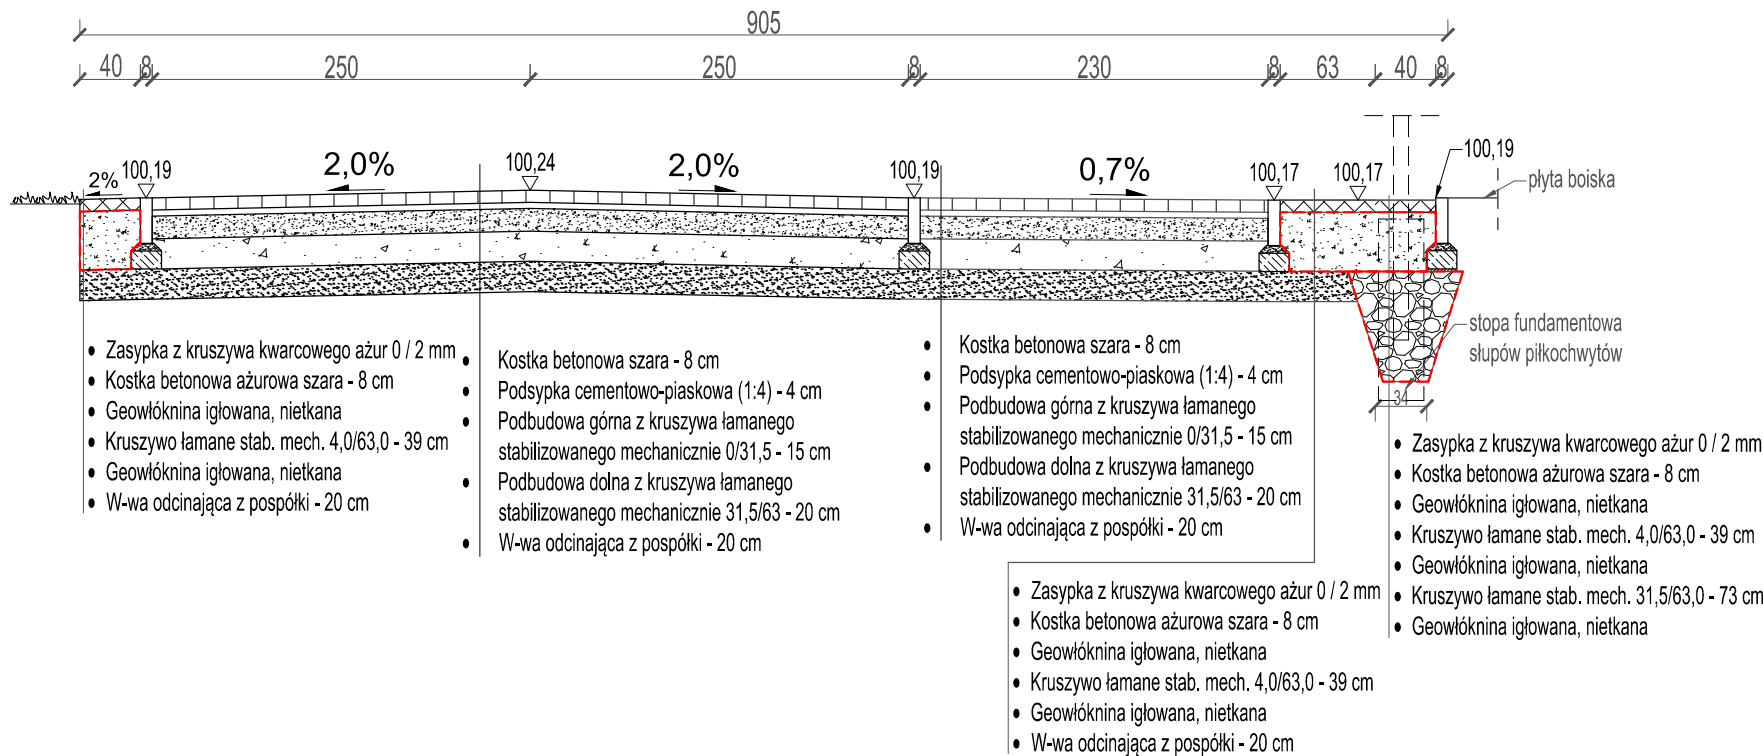 905
40 8 250 250 8 230 8 63 40 8
2% 100,19 2,0% 100,24 2,0% 100,19 0,7% 100,17 100,17 100,19
płyta boiska
stopa fundamentowa
słupów piłkochwytów
34
• Zasypka z kruszywa kwarcowego ażur 0 / 2 mm
• Kostka betonowa ażurowa szara - 8 cm
• Geowłóknina igłowana, nietkana
• Kruszywo łamane stab. mech. 4,0/63,0 - 39 cm
• Geowłóknina igłowana, nietkana
• W-wa odcinająca z pospółki - 20 cm
• Kostka betonowa szara - 8 cm
• Podsypka cementowo-piaskowa (1:4) - 4 cm
• Podbudowa górna z kruszywa łamanego
stabilizowanego mechanicznie 0/31,5 - 15 cm
• Podbudowa dolna z kruszywa łamanego
stabilizowanego mechanicznie 31,5/63 - 20 cm
• W-wa odcinająca z pospółki - 20 cm
• Kostka betonowa szara - 8 cm
• Podsypka cementowo-piaskowa (1:4) - 4 cm
• Podbudowa górna z kruszywa łamanego
stabilizowanego mechanicznie 0/31,5 - 15 cm
• Podbudowa dolna z kruszywa łamanego
stabilizowanego mechanicznie 31,5/63 - 20 cm
• W-wa odcinająca z pospółki - 20 cm
• Zasypka z kruszywa kwarcowego ażur 0 / 2 mm
• Kostka betonowa ażurowa szara - 8 cm
• Geowłóknina igłowana, nietkana
• Kruszywo łamane stab. mech. 4,0/63,0 - 39 cm
• Geowłóknina igłowana, nietkana
• Kruszywo łamane stab. mech. 31,5/63,0 - 73 cm
• Geowłóknina igłowana, nietkana
• Zasypka z kruszywa kwarcowego ażur 0 / 2 mm
• Kostka betonowa ażurowa szara - 8 cm
• Geowłóknina igłowana, nietkana
• Kruszywo łamane stab. mech. 4,0/63,0 - 39 cm
• Geowłóknina igłowana, nietkana
• W-wa odcinająca z pospółki - 20 cm